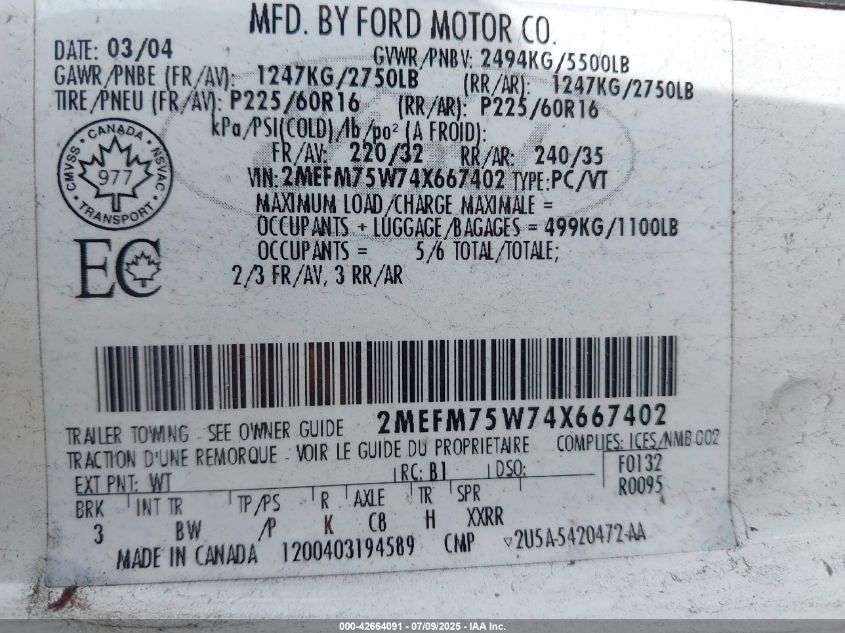 MFD. BY FORD MOTOR CO.
DATE: 03/04 GVWR/PNBV: 2494KG/5500LB
GAWR/PNBE (FR/AV): 1247KG/2750LB (RR/AR): 1247KG/2750LB
TIRE/PNEU (FR/AV): P225/60R16 (RR/AR): P225/60R16
kPa/PSI(COLD)/lb/po² (A FROID):
FR/AV: 220/32 RR/AR: 240/35
VIN: 2MEFM75W74X667402 TYPE: PC/VT
MAXIMUM LOAD/CHARGE MAXIMALE =
OCCUPANTS + LUGGAGE/BAGAGES = 499KG/1100LB
OCCUPANTS = 5/6 TOTAL/TOTALE;
2/3 FR/AV, 3 RR/AR
CANADA
CMVSS 977 NSVAC
TRANSPORT
EC
2MEFM75W74X667402
TRAILER TOWING - SEE OWNER GUIDE
COMPLIES: ICES/NMB-002
TRACTION D'UNE REMORQUE - VOIR LE GUIDE DU PROPRIETAIRE
EXT PNT: WT RC: B1 DSO: F0132
R0095
BRK INT TR TP/PS R AXLE TR SPR
3 BW /P K C8 H XXRR
MADE IN CANADA 1200403194589 CMP ▽2U5A-5420472-AA
000-42664091 / 07/09/2025 - IAA Inc.